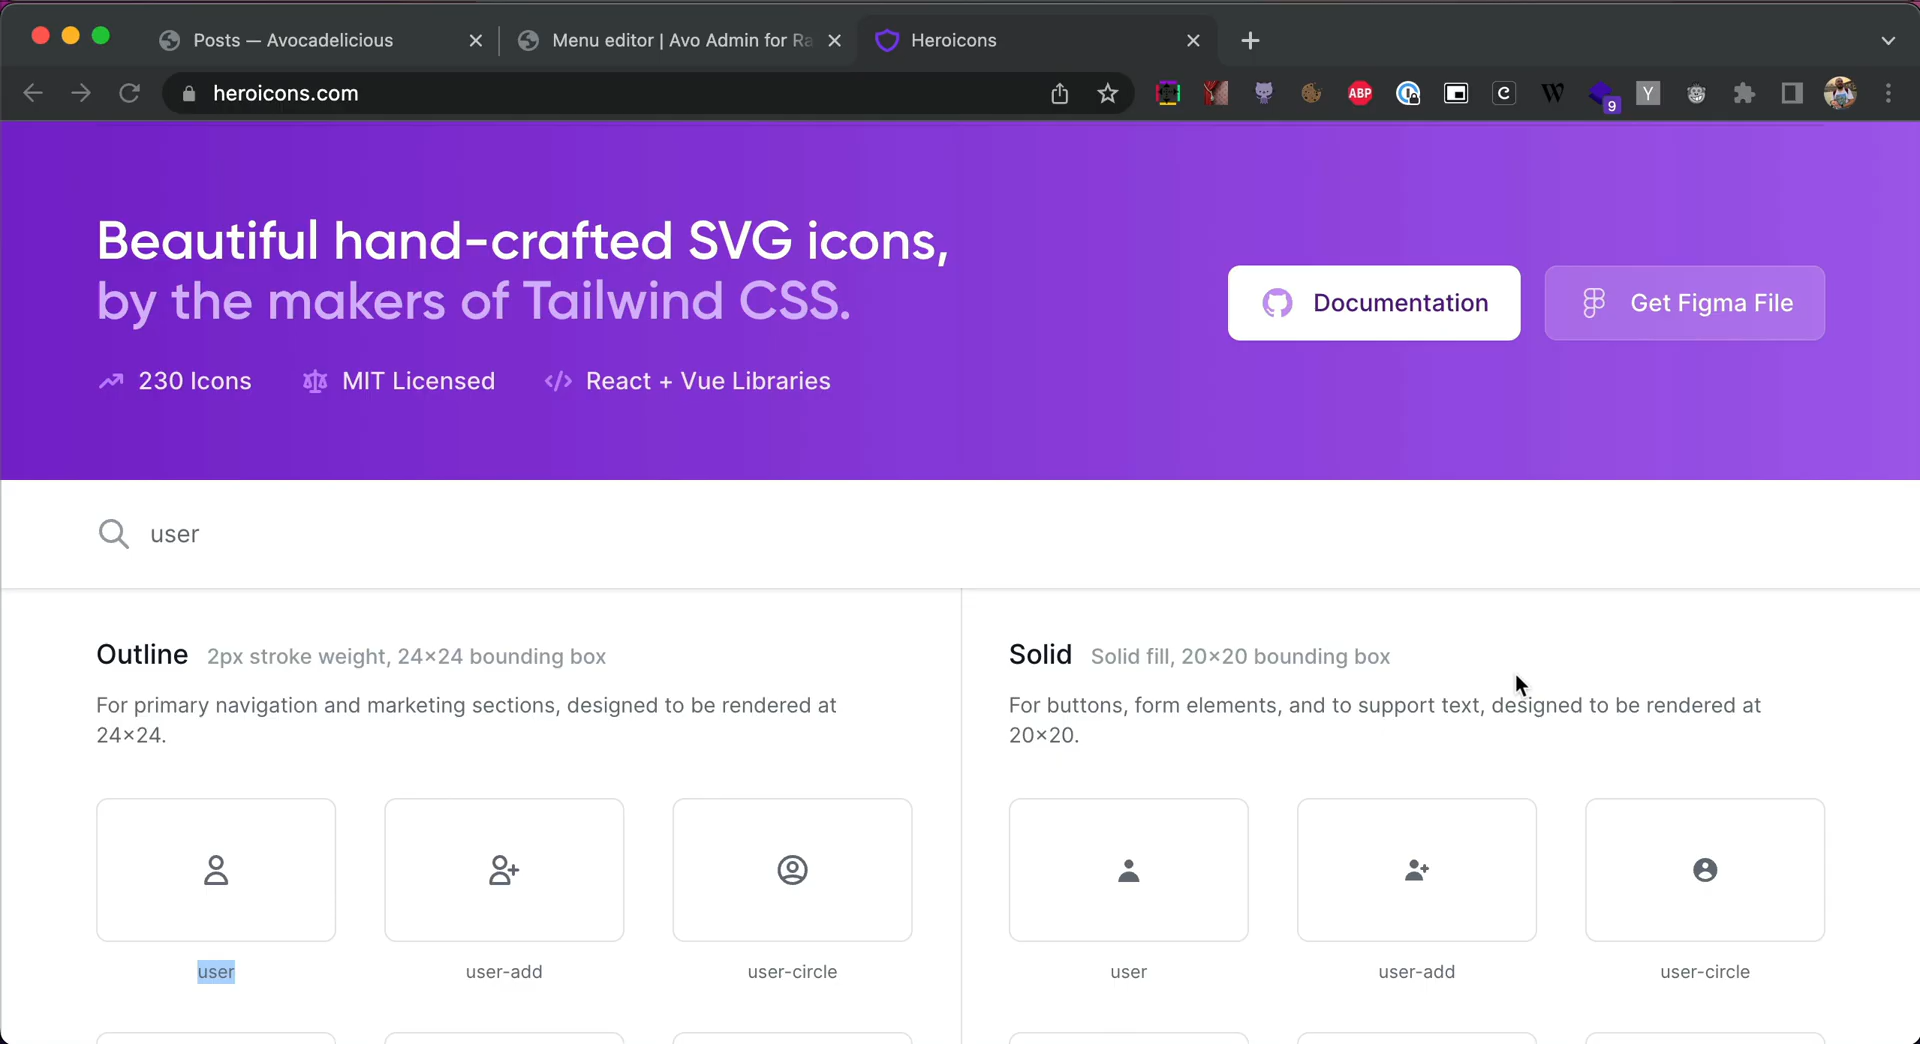 Posts — Avocadelicious
Menu editor | Avo Admin for Ra
Heroicons
heroicons.com
ABP
C
W
9
Y
Beautiful hand-crafted SVG icons,
by the makers of Tailwind CSS.
Documentation
Get Figma File
230 Icons
MIT Licensed
</> React + Vue Libraries
user
Outline 2px stroke weight, 24×24 bounding box
For primary navigation and marketing sections, designed to be rendered at
24×24.
user
user-add
user-circle
Solid Solid fill, 20×20 bounding box
For buttons, form elements, and to support text, designed to be rendered at
20×20.
user
user-add
user-circle